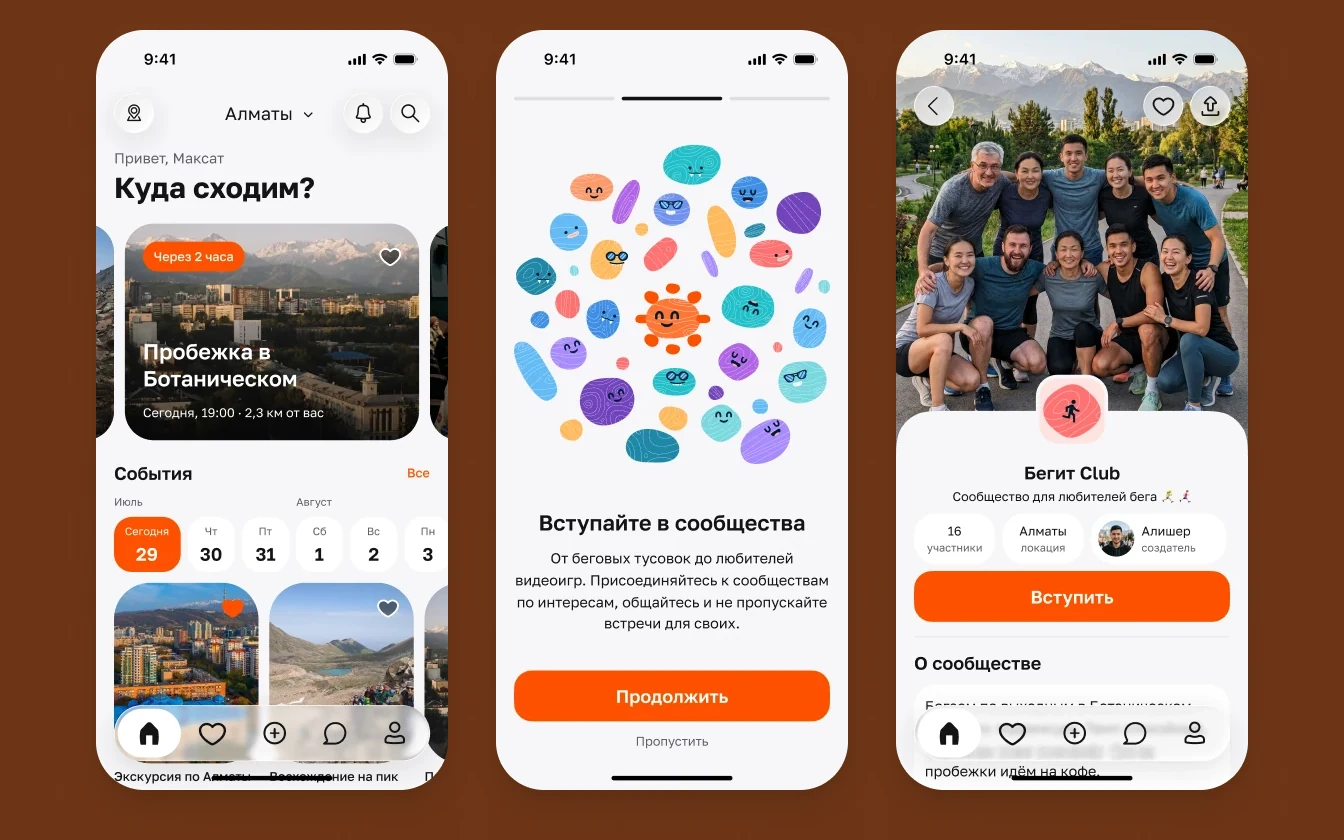 9:41
Алматы
Привет, Максат
Куда сходим?
Через 2 часа
Пробежка в
Ботаническом
Сегодня, 19:00 · 2,3 км от вас
События
Все
Июль
Август
Сегодня
29
Чт
30
Пт
31
Сб
1
Вс
2
Пн
3
Экскурсия по Алматы
Восхождение на пик
9:41
Вступайте в сообщества
От беговых тусовок до любителей
видеоигр. Присоединяйтесь к сообществам
по интересам, общайтесь и не пропускайте
встречи для своих.
Продолжить
Пропустить
9:41
Бегит Club
Сообщество для любителей бега
16
участники
Алматы
локация
Алишер
создатель
Вступить
О сообществе
Бегаем по выходным в Ботаническом
пробежки идём на кофе.